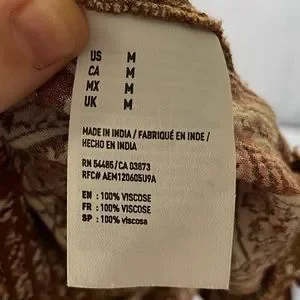 US M
CA M
MX M
UK M
MADE IN INDIA / FABRIQUÉ EN INDE /
HECHO EN INDIA
RN 54485/CA 03873
RFC# AEM120605U9A
EN : 100% VISCOSE
FR : 100% VISCOSE
SP : 100% viscosa